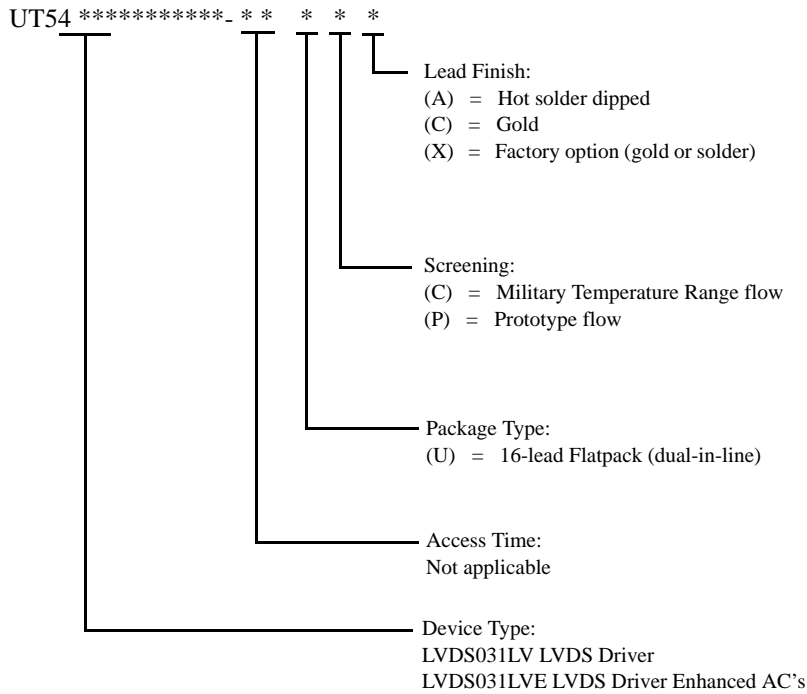 UT54 ***********- * * * * *
Lead Finish:
(A) = Hot solder dipped
(C) = Gold
(X) = Factory option (gold or solder)
Screening:
(C) = Military Temperature Range flow
(P) = Prototype flow
Package Type:
(U) = 16-lead Flatpack (dual-in-line)
Access Time:
Not applicable
Device Type:
LVDS031LV LVDS Driver
LVDS031LVE LVDS Driver Enhanced AC's